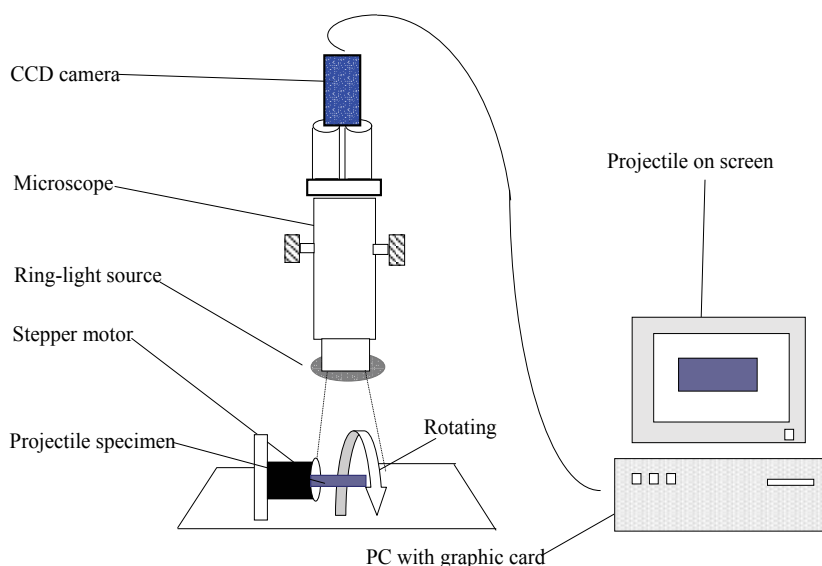 CCD camera
Projectile on screen
Microscope
Ring-light source
Stepper motor
Rotating
Projectile specimen
PC with graphic card